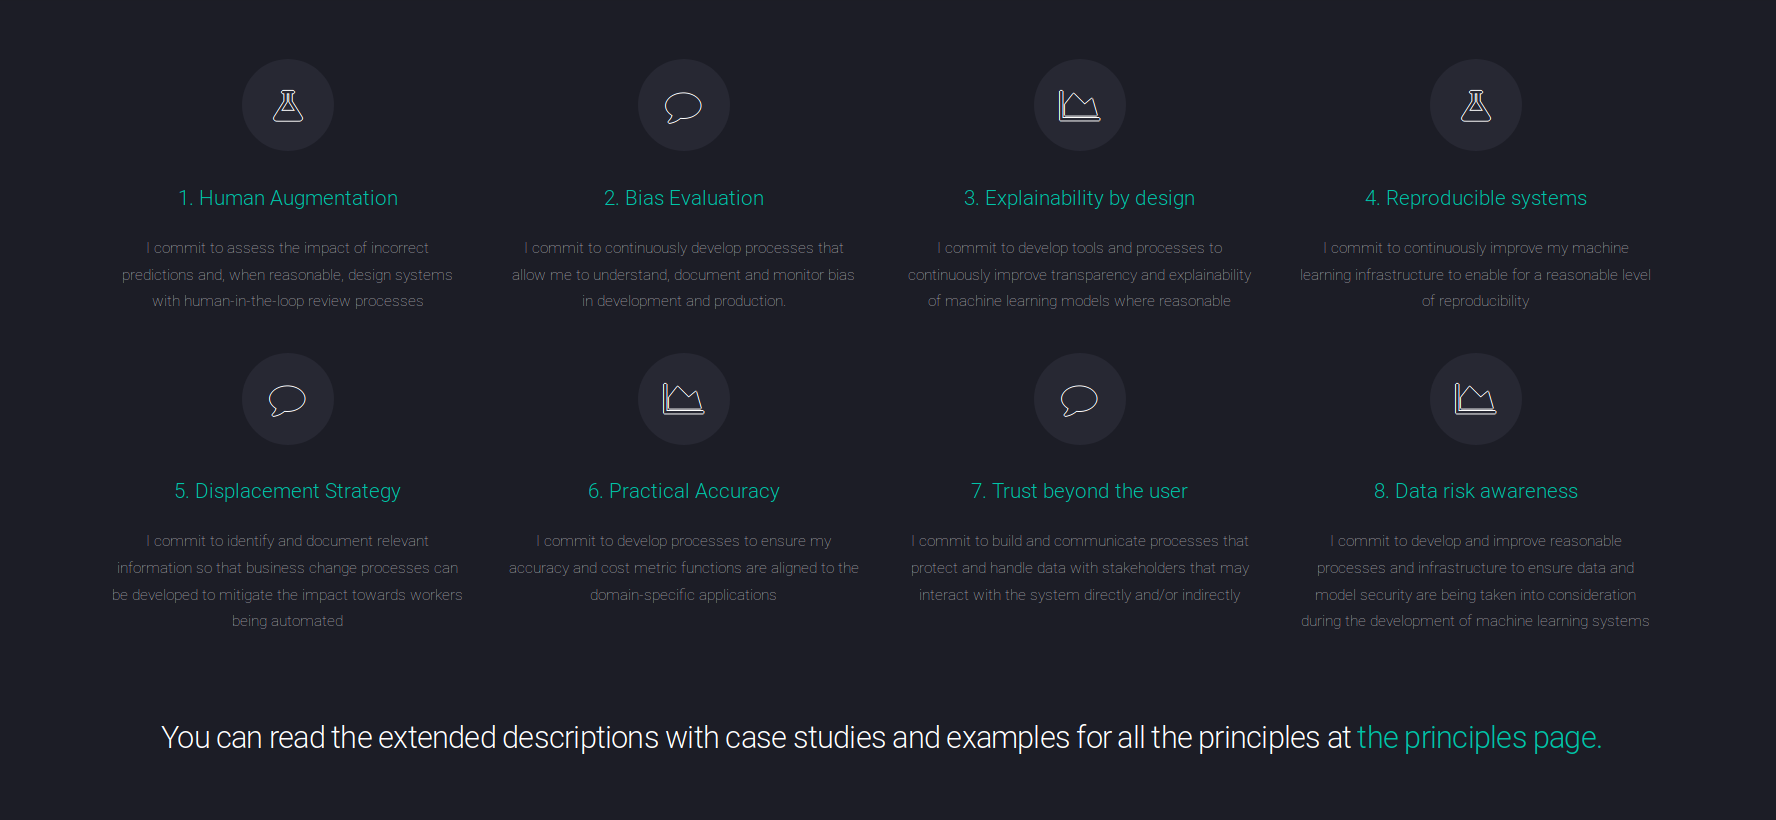 1. Human Augmentation
I commit to assess the impact of incorrect
predictions and, when reasonable, design systems
with human-in-the-loop review processes
2. Bias Evaluation
I commit to continuously develop processes that
allow me to understand, document and monitor bias
in development and production.
3. Explainability by design
I commit to develop tools and processes to
continuously improve transparency and explainability
of machine learning models where reasonable
4. Reproducible systems
I commit to continuously improve my machine
learning infrastructure to enable for a reasonable level
of reproducibility
5. Displacement Strategy
I commit to identify and document relevant
information so that business change processes can
be developed to mitigate the impact towards workers
being automated
6. Practical Accuracy
I commit to develop processes to ensure my
accuracy and cost metric functions are aligned to the
domain-specific applications
7. Trust beyond the user
I commit to build and communicate processes that
protect and handle data with stakeholders that may
interact with the system directly and/or indirectly
8. Data risk awareness
I commit to develop and improve reasonable
processes and infrastructure to ensure data and
model security are being taken into consideration
during the development of machine learning systems
You can read the extended descriptions with case studies and examples for all the principles at the principles page.